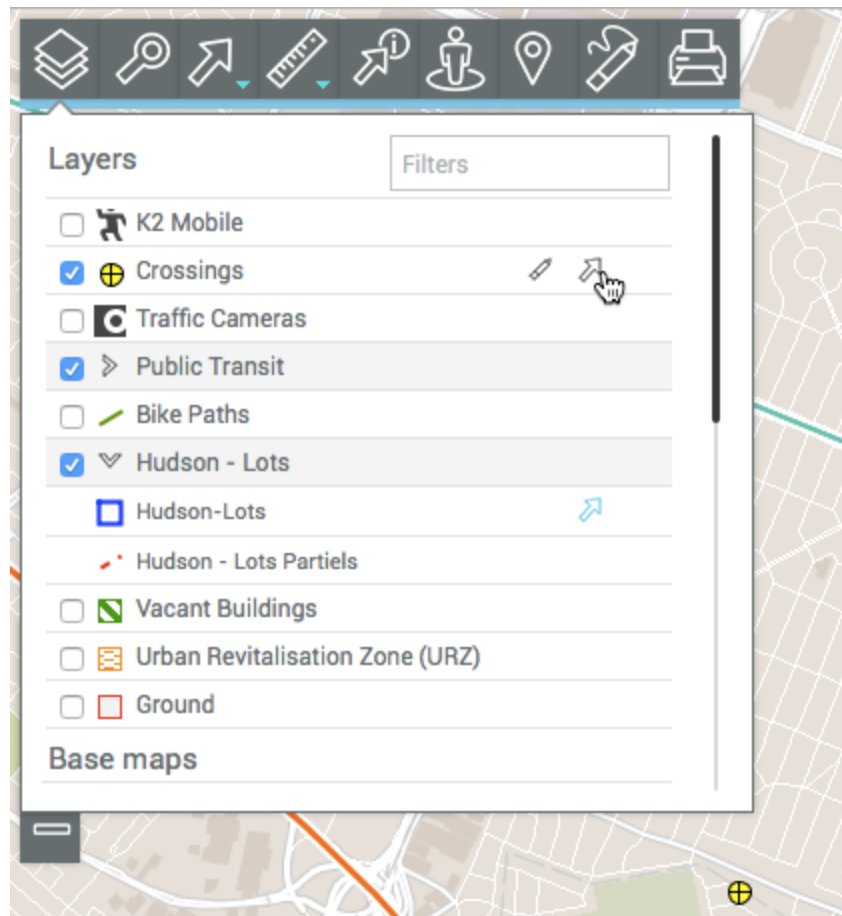 Layers
Filters
K2 Mobile
Crossings
Traffic Cameras
Public Transit
Bike Paths
Hudson - Lots
Hudson-Lots
Hudson - Lots Partiels
Vacant Buildings
Urban Revitalisation Zone (URZ)
Ground
Base maps